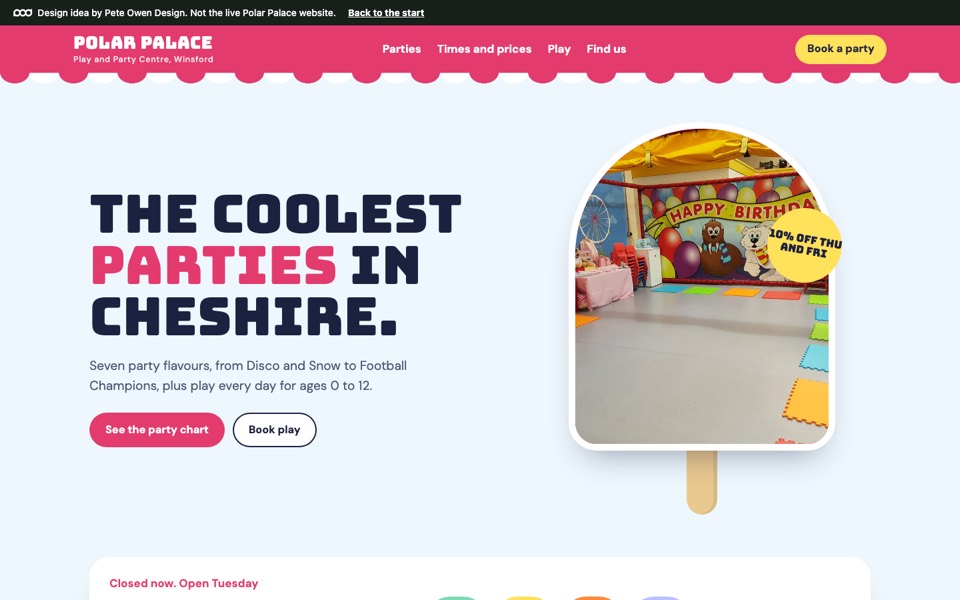 Design idea by Pete Owen Design. Not the live Polar Palace website. Back to the start
POLAR PALACE
Play and Party Centre, Winsford
Parties Times and prices Play Find us
Book a party
THE COOLEST
PARTIES IN
CHESHIRE.
Seven party flavours, from Disco and Snow to Football
Champions, plus play every day for ages 0 to 12.
See the party chart
Book play
HAPPY BIRTHDA
10% OFF THU
AND FRI
Closed now. Open Tuesday